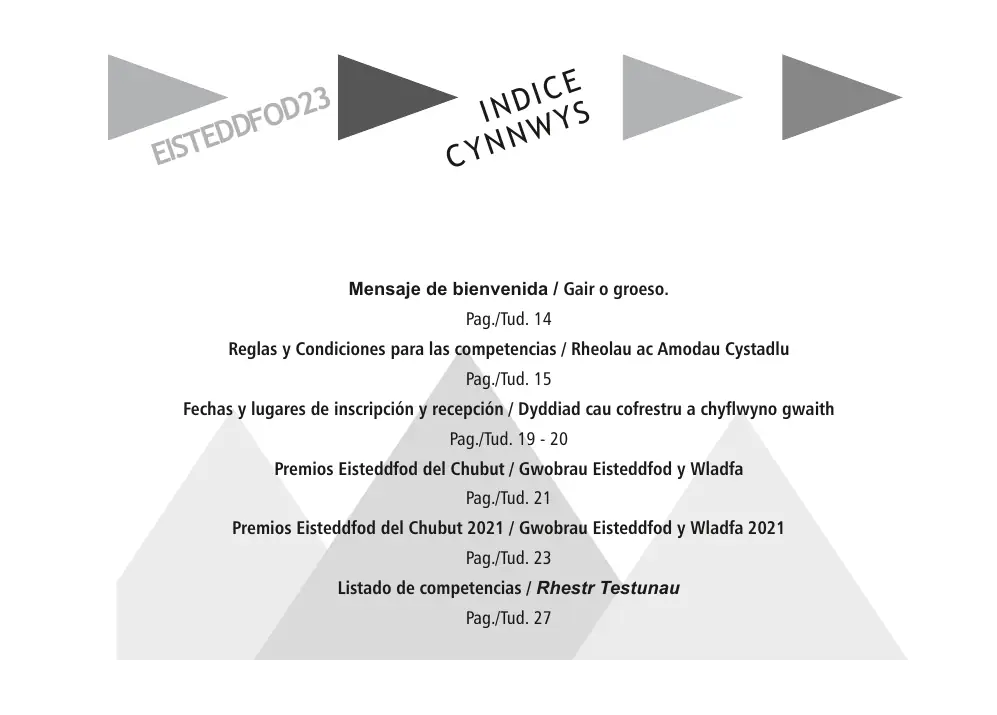 EISTEDDFOD23
INDICE
CYNNWYS
Mensaje de bienvenida / Gair o groeso.
Pag./Tud. 14
Reglas y Condiciones para las competencias / Rheolau ac Amodau Cystadlu
Pag./Tud. 15
Fechas y lugares de inscripción y recepción / Dyddiad cau cofrestru a chyflwyno gwaith
Pag./Tud. 19 - 20
Premios Eisteddfod del Chubut / Gwobrau Eisteddfod y Wladfa
Pag./Tud. 21
Premios Eisteddfod del Chubut 2021 / Gwobrau Eisteddfod y Wladfa 2021
Pag./Tud. 23
Listado de competencias / Rhestr Testunau
Pag./Tud. 27